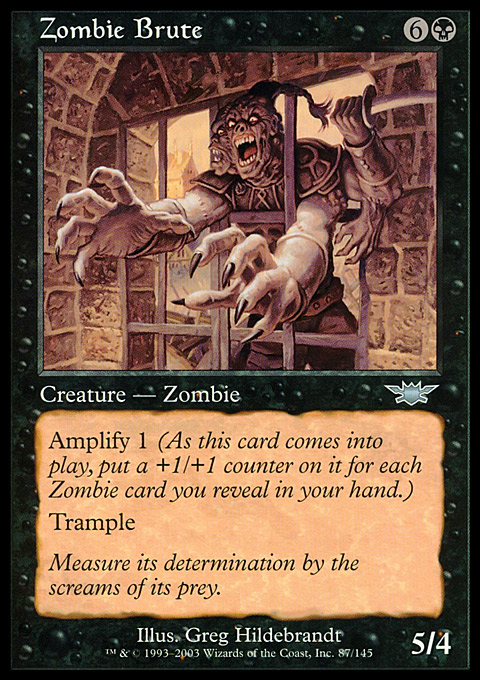 Zombie Brute 6
Creature — Zombie
Amplify 1 (As this card comes into
play, put a +1/+1 counter on it for each
Zombie card you reveal in your hand.)
Trample
Measure its determination by the
screams of its prey.
Illus. Greg Hildebrandt
™ & © 1993-2003 Wizards of the Coast, Inc. 87/145
5/4